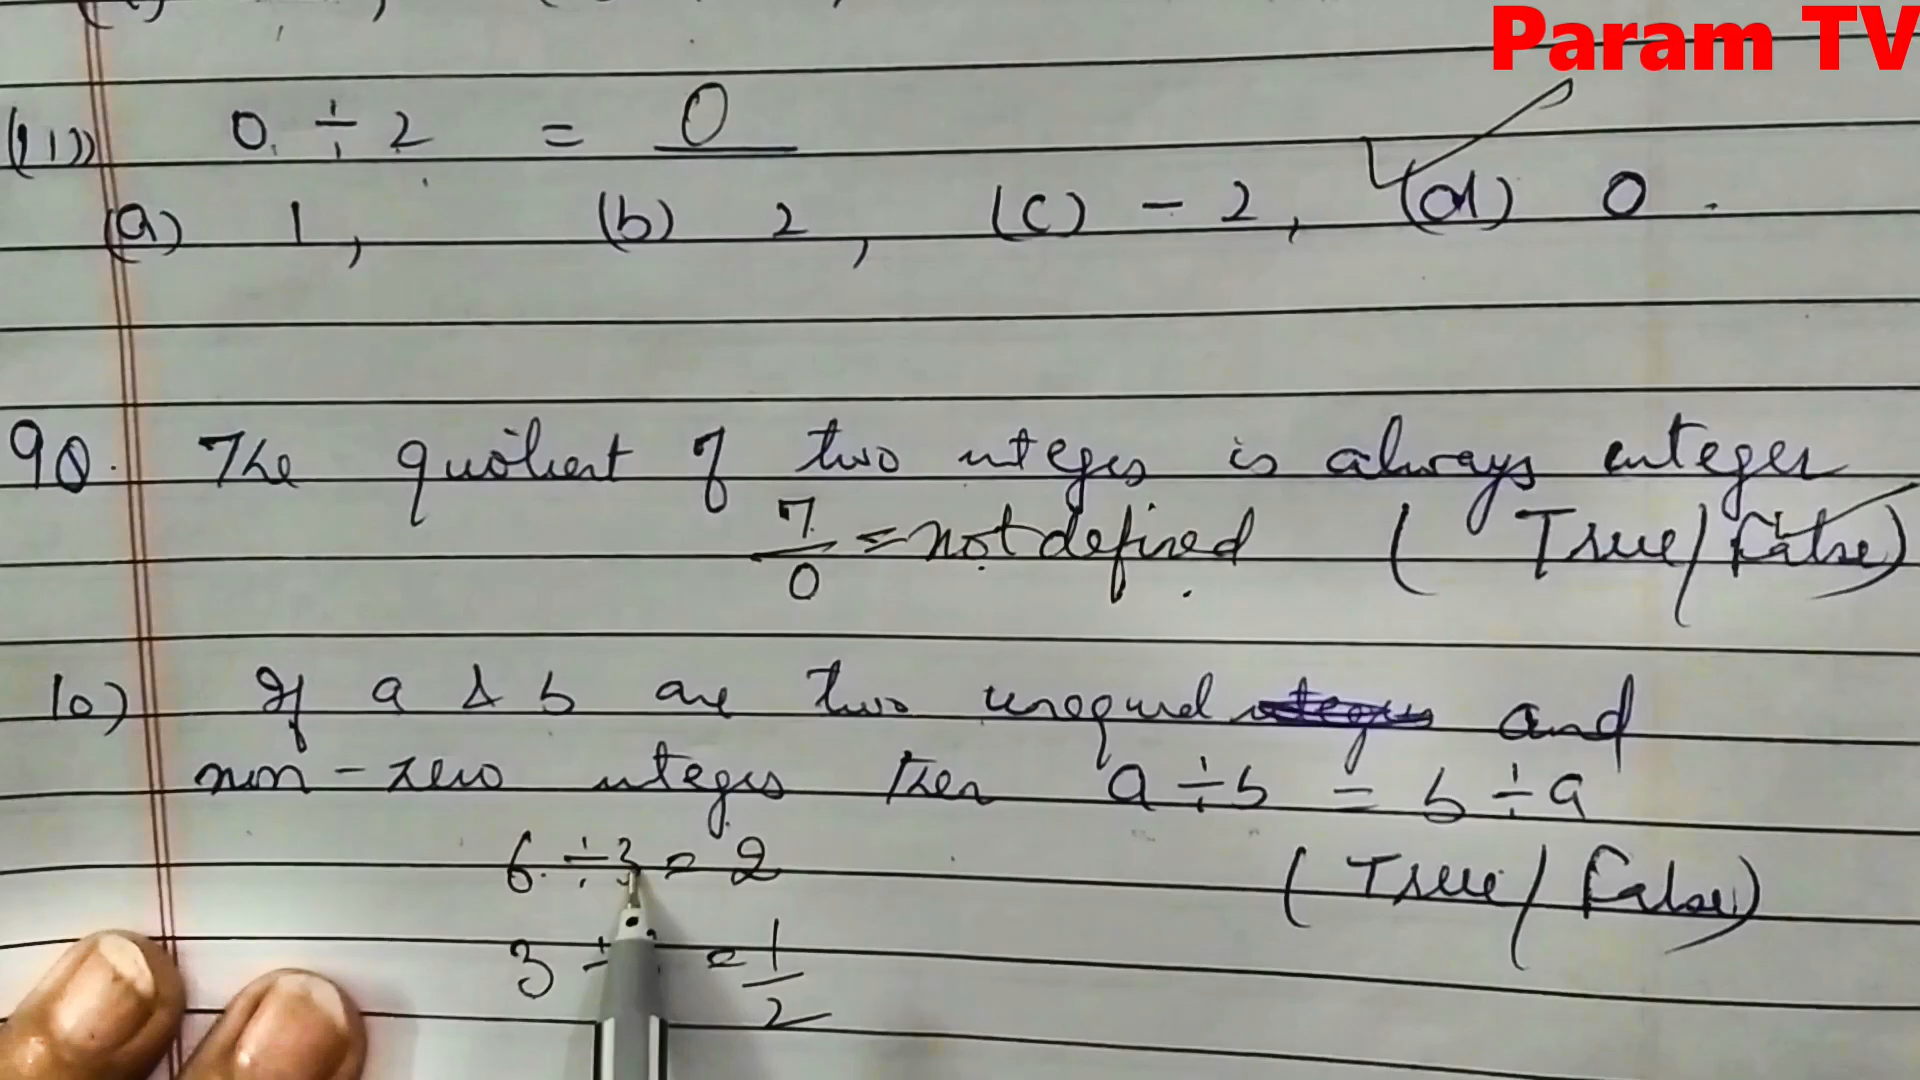 Param TV
(11) 0 ÷ 2 = 0
(a) 1, (b) 2, (c) - 2, (d) 0.
9Q. The quotient of two integers is always integer
7/0 = not defined (True/False)
10) If a & b are two unequal and
non-zero integers then a ÷ b = b ÷ a
6 ÷ 3 = 2 (True/False)
3 ÷ = 1/2